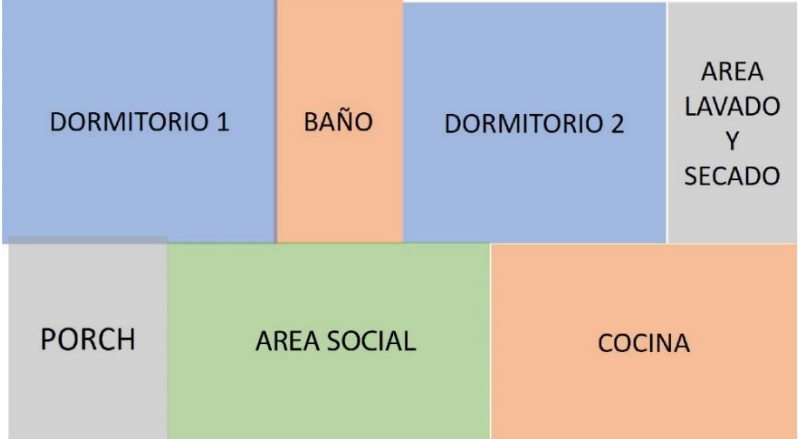 DORMITORIO 1
BAÑO
DORMITORIO 2
AREA
LAVADO
Y
SECADO
PORCH
AREA SOCIAL
COCINA